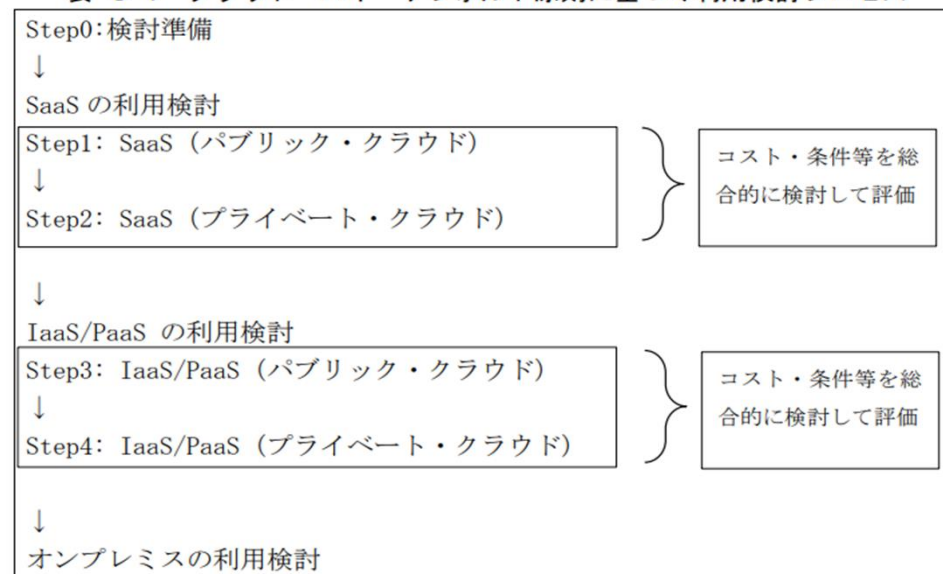 Step0:検討準備
↓
SaaS の利用検討
Step1: SaaS（パブリック・クラウド）
↓
Step2: SaaS（プライベート・クラウド）
コスト・条件等を総
合的に検討して評価
↓
IaaS/PaaS の利用検討
Step3: IaaS/PaaS（パブリック・クラウド）
↓
Step4: IaaS/PaaS（プライベート・クラウド）
コスト・条件等を総
合的に検討して評価
↓
オンプレミスの利用検討